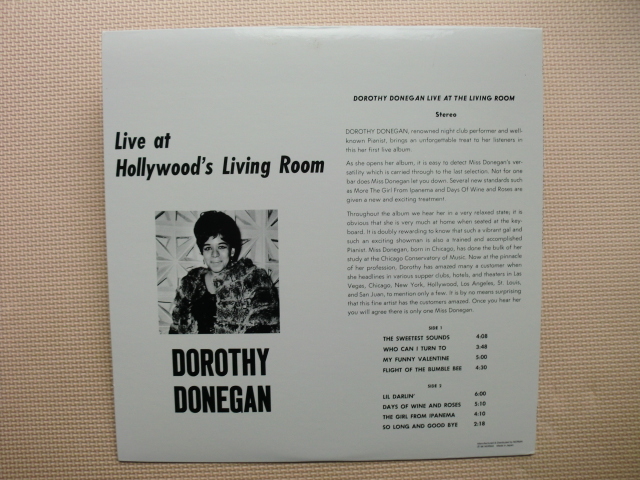 Live at
Hollywood's Living Room
DOROTHY
DONEGAN
DOROTHY DONEGAN LIVE AT THE LIVING ROOM
Stereo
DOROTHY DONEGAN, renowned night club performer and well-
known Pianist, brings an unforgettable treat to her listeners in
this her first live album.
As she opens her album, it is easy to detect Miss Donegan's ver-
satility which is carried through to the last selection. Not for one
bar does Miss Donegan let you down. Several new standards such
as More The Girl From Ipanema and Days Of Wine and Roses are
given a new and exciting treatment.
Throughout the album we hear her in a very relaxed state; it is
obvious that she is very much at home when seated at the key-
board. It is doubly rewarding to know that such a vibrant gal and
such an exciting showman is also a trained and accomplished
Pianist. Miss Donegan, born in Chicago, has done the bulk of her
study at the Chicago Conservatory of Music. Now at the pinnacle
of her profession, Dorothy has amazed many a customer when
she headlines in various supper clubs, hotels, and theaters in Las
Vegas, Chicago, New York, Hollywood, Los Angeles, St. Louis,
and San Juan, to mention only a few. It is by no means surprising
that this fine artist has the customers amazed. Once you hear her
you will agree there is only one Miss Donegan.
SIDE 1
THE SWEETEST SOUNDS 4:08
WHO CAN I TURN TO 3:48
MY FUNNY VALENTINE 5:00
FLIGHT OF THE BUMBLE BEE 4:30
SIDE 2
LIL DARLIN' 6:00
DAYS OF WINE AND ROSES 5:10
THE GIRL FROM IPANEMA 4:10
SO LONG AND GOOD BYE 2:18